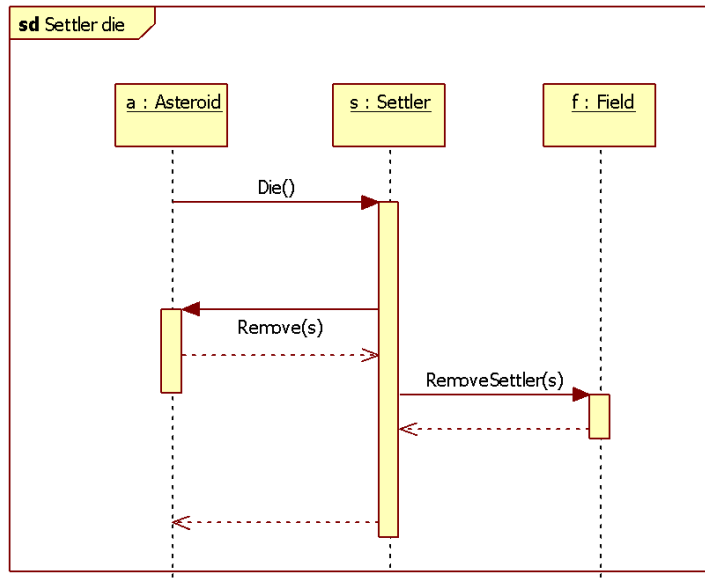 sd Settler die
a : Asteroid
s : Settler
f : Field
Die()
Remove(s)
RemoveSettler(s)